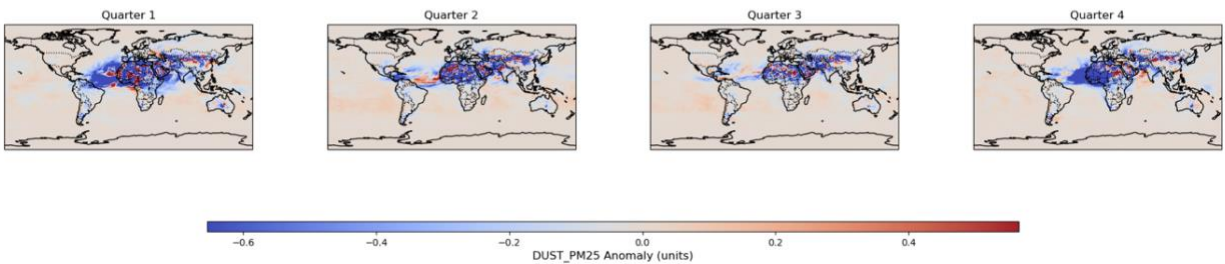 Quarter 1 Quarter 2 Quarter 3 Quarter 4
−0.6 −0.4 −0.2 0.0 0.2 0.4
DUST_PM25 Anomaly (units)